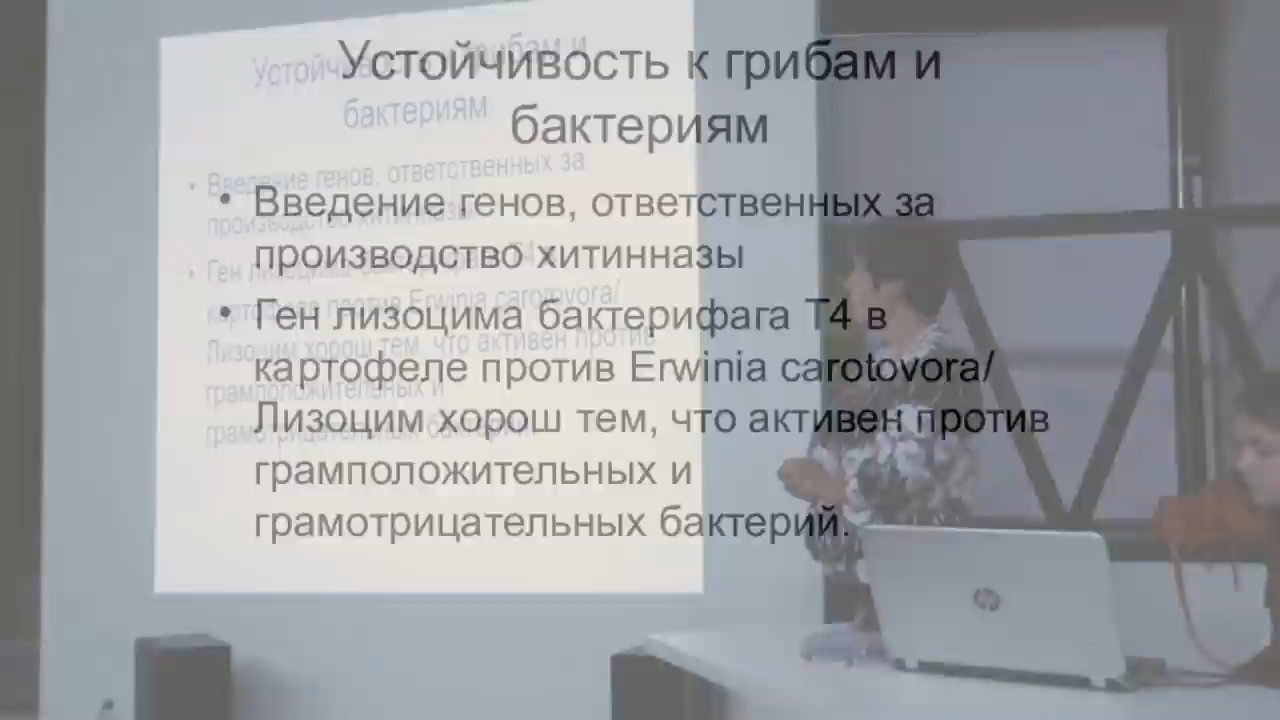 Устойчивость к грибам и
бактериям
• Введение генов, ответственных за
производство хитинназы
• Ген лизоцима бактерифага Т4 в
картофеле против Erwinia carotovora/
Лизоцим хорош тем, что активен против
грамположительных и
грамотрицательных бактерий.
hp